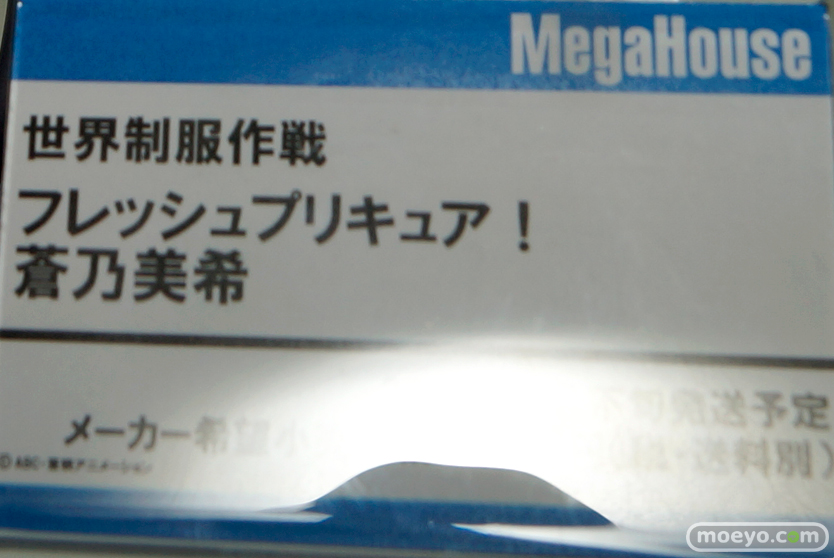 MegaHouse
世界制服作戦
フレッシュプリキュア！
蒼乃美希
発送予定
メーカー希望小
送料別）
©ABC・東映アニメーション
moeyo.com